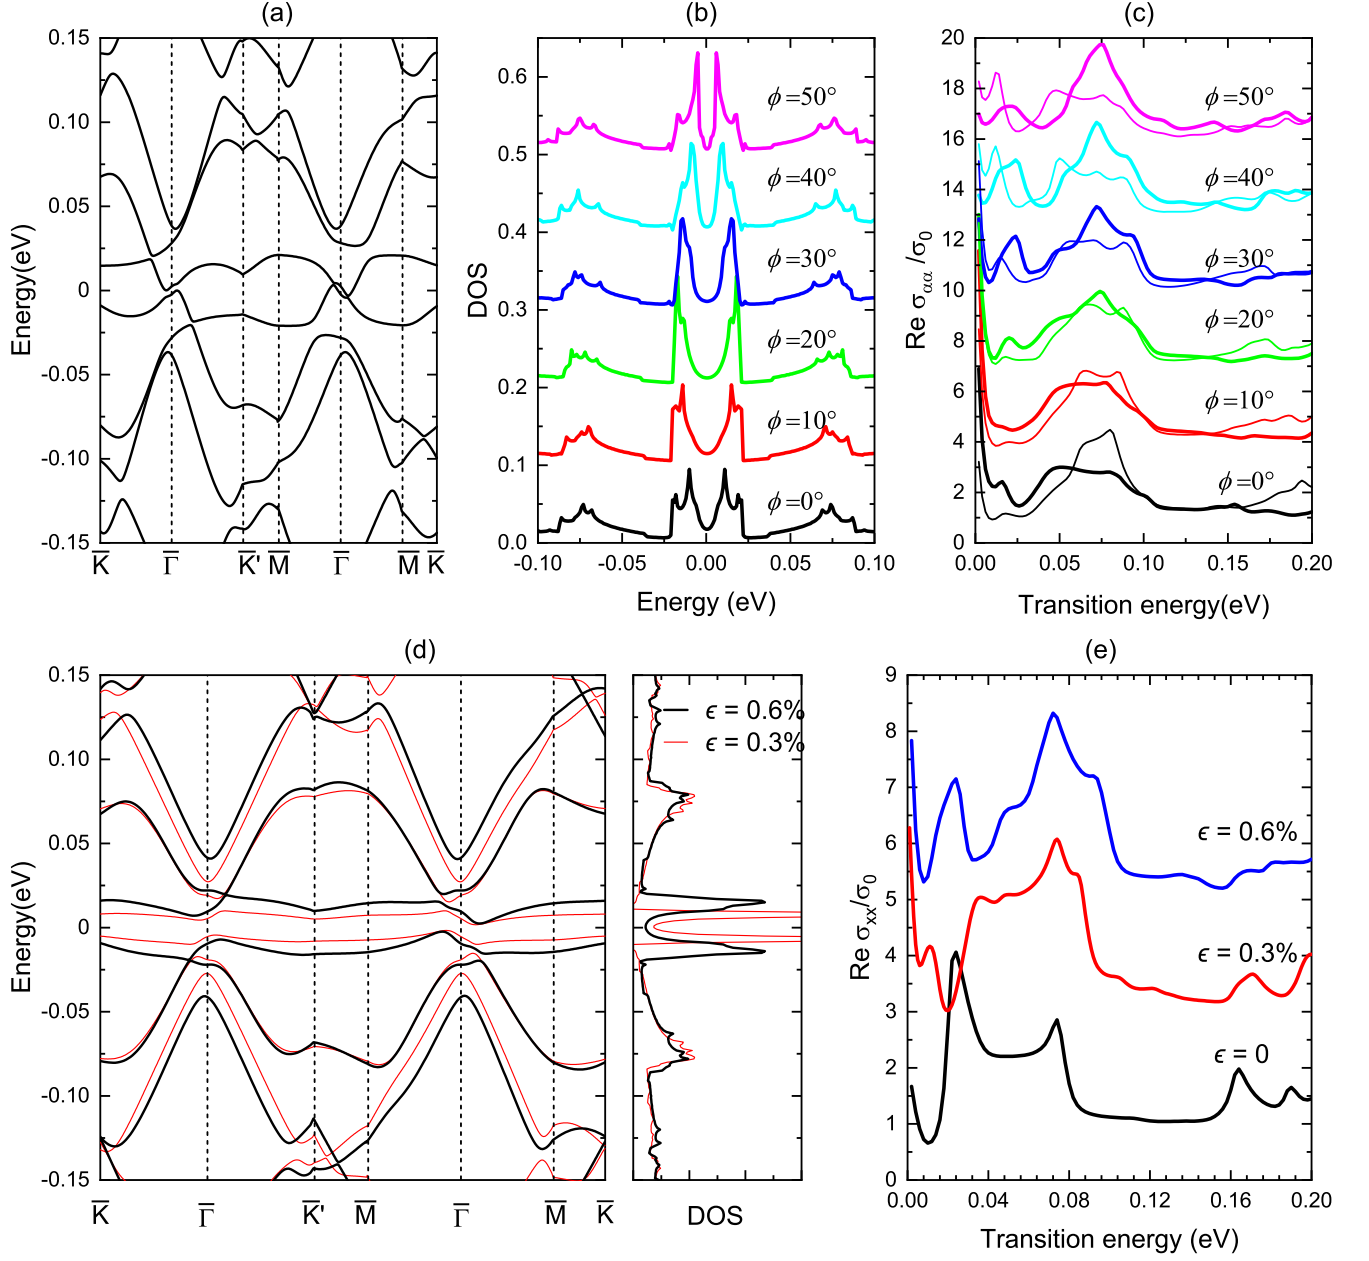 (a)
(b)
(c)
0.15
0.10
0.05
0
-0.05
-0.10
-0.15
Energy(eV)
K̅
Γ̅
K̅'
M̅
Γ̅
M̅
K̅
0.6
0.5
0.4
0.3
0.2
0.1
0.0
DOS
ϕ=50°
ϕ=40°
ϕ=30°
ϕ=20°
ϕ=10°
ϕ=0°
-0.10
-0.05
0.00
0.05
0.10
Energy (eV)
20
18
16
14
12
10
8
6
4
2
0
Re σαα /σ0
ϕ=50°
ϕ=40°
ϕ=30°
ϕ=20°
ϕ=10°
ϕ=0°
0.00
0.05
0.10
0.15
0.20
Transition energy(eV)
(d)
(e)
0.15
0.10
0.05
0
-0.05
-0.10
-0.15
Energy(eV)
K̅
Γ̅
K̅'
M̅
Γ̅
M̅
K̅
ϵ = 0.6%
ϵ = 0.3%
DOS
9
8
7
6
5
4
3
2
1
0
Re σxx/σ0
ϵ = 0.6%
ϵ = 0.3%
ϵ = 0
0.00
0.04
0.08
0.12
0.16
0.20
Transition energy (eV)